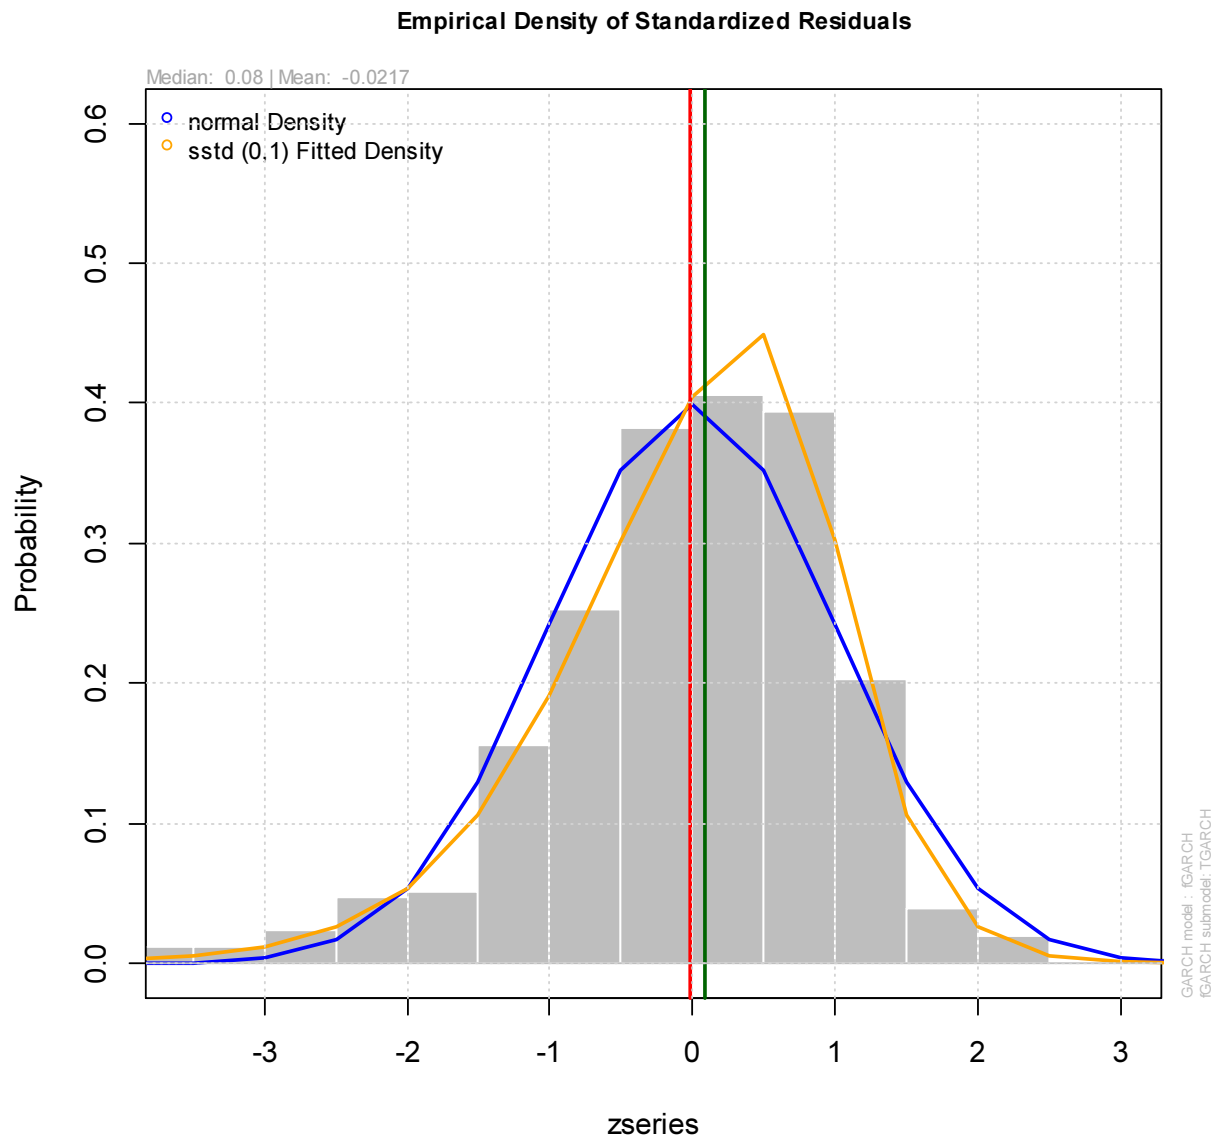 Empirical Density of Standardized Residuals
Median:  0.08 | Mean:  -0.0217
normal Density
sstd (0,1) Fitted Density
Probability
0.6
0.5
0.4
0.3
0.2
0.1
0.0
-3 -2 -1 0 1 2 3
zseries
GARCH model : fGARCH
fGARCH submodel: TGARCH